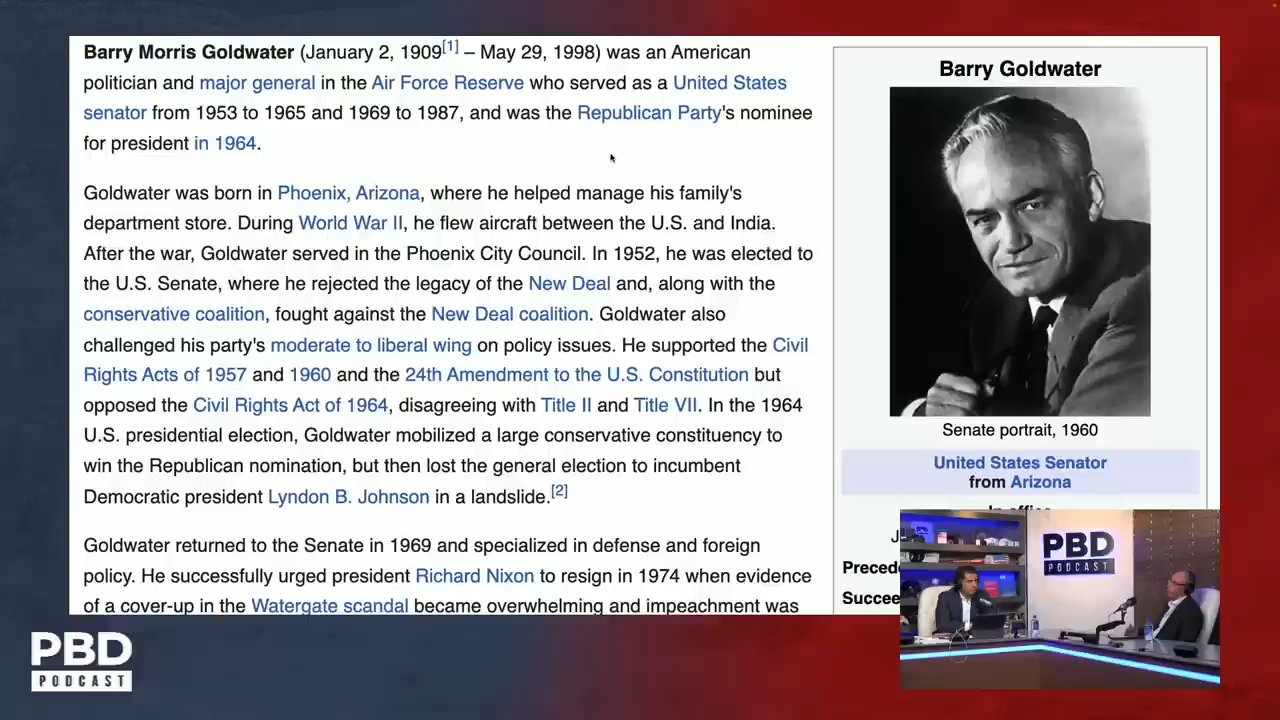 Barry Morris Goldwater (January 2, 1909[1] – May 29, 1998) was an American
politician and major general in the Air Force Reserve who served as a United States
senator from 1953 to 1965 and 1969 to 1987, and was the Republican Party's nominee
for president in 1964.
Goldwater was born in Phoenix, Arizona, where he helped manage his family's
department store. During World War II, he flew aircraft between the U.S. and India.
After the war, Goldwater served in the Phoenix City Council. In 1952, he was elected to
the U.S. Senate, where he rejected the legacy of the New Deal and, along with the
conservative coalition, fought against the New Deal coalition. Goldwater also
challenged his party's moderate to liberal wing on policy issues. He supported the Civil
Rights Acts of 1957 and 1960 and the 24th Amendment to the U.S. Constitution but
opposed the Civil Rights Act of 1964, disagreeing with Title II and Title VII. In the 1964
U.S. presidential election, Goldwater mobilized a large conservative constituency to
win the Republican nomination, but then lost the general election to incumbent
Democratic president Lyndon B. Johnson in a landslide.[2]
Goldwater returned to the Senate in 1969 and specialized in defense and foreign
policy. He successfully urged president Richard Nixon to resign in 1974 when evidence
of a cover-up in the Watergate scandal became overwhelming and impeachment was
Barry Goldwater
Senate portrait, 1960
United States Senator
from Arizona
Preced
Succee
PBD
PODCAST
PBD
PODCAST